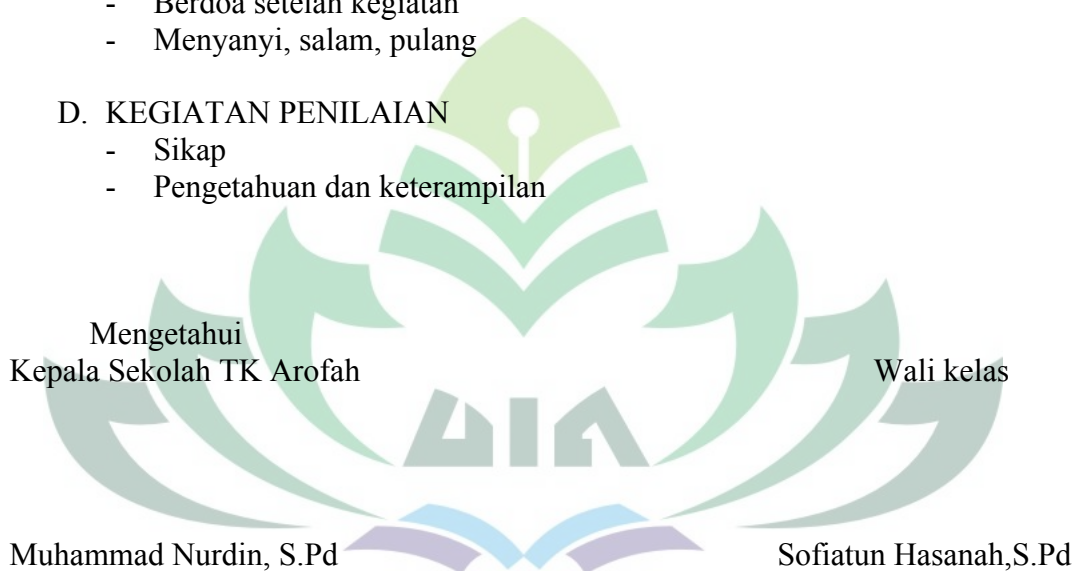 - Berdoa setelah kegiatan
- Menyanyi, salam, pulang
D. KEGIATAN PENILAIAN
- Sikap
- Pengetahuan dan keterampilan
Mengetahui
Kepala Sekolah TK Arofah Wali kelas
UIN
Muhammad Nurdin, S.Pd Sofiatun Hasanah,S.Pd